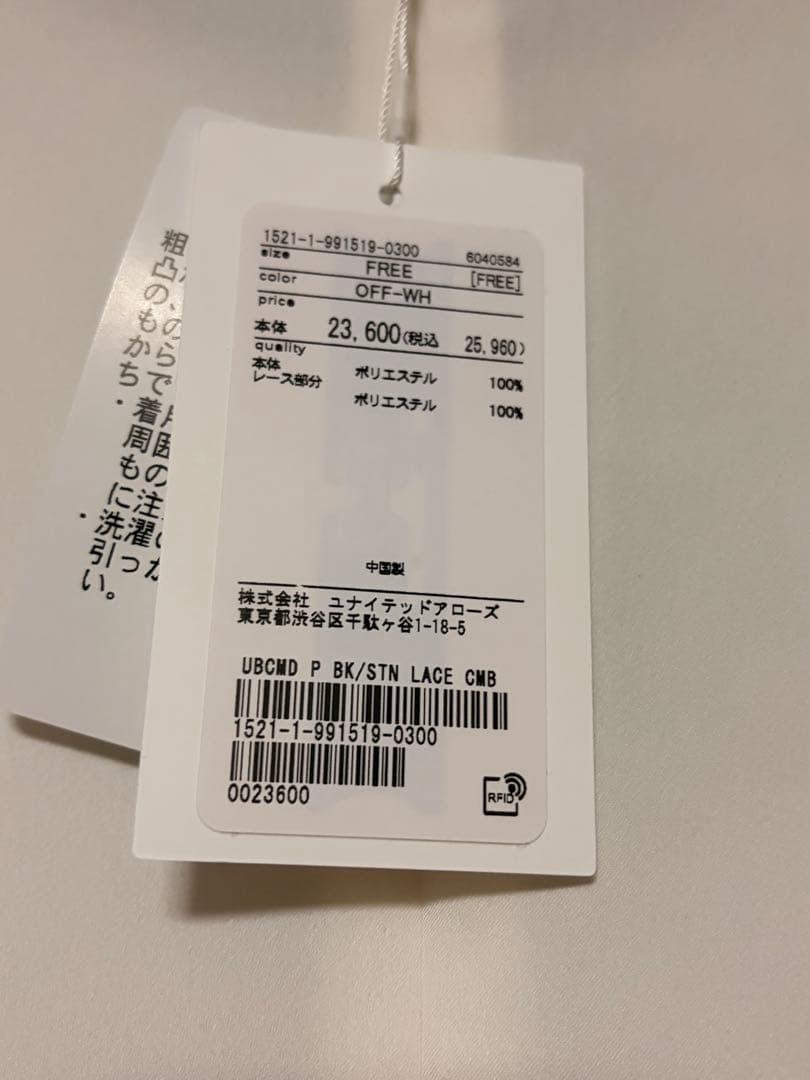 1521-1-991519-0300 6040584
size FREE [FREE]
color OFF-WH
price
本体 23,600(税込 25,960)
quality
本体 ポリエステル 100%
レース部分
ポリエステル 100%
中国製
株式会社 ユナイテッドアローズ
東京都渋谷区千駄ヶ谷1-18-5
UBCMD P BK/STN LACE CMB
1521-1-991519-0300
0023600
RFID
粗
凸
の、の
もら
かで
ち着
・周囲
もの
に注
・洗濯
引っか
い。